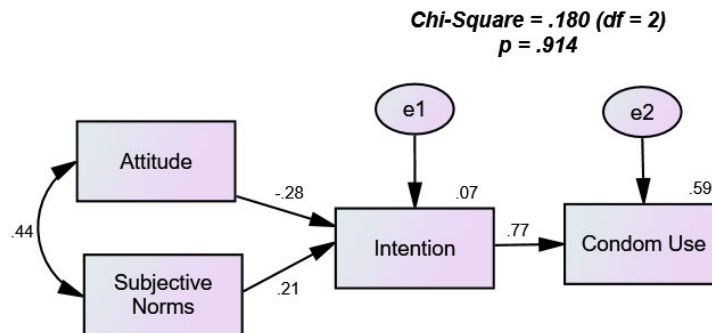 Chi-Square = .180 (df = 2)
p = .914
e1
e2
Attitude
-.28
.07
.59
.44
Intention
.77
Condom Use
Subjective
Norms
.21